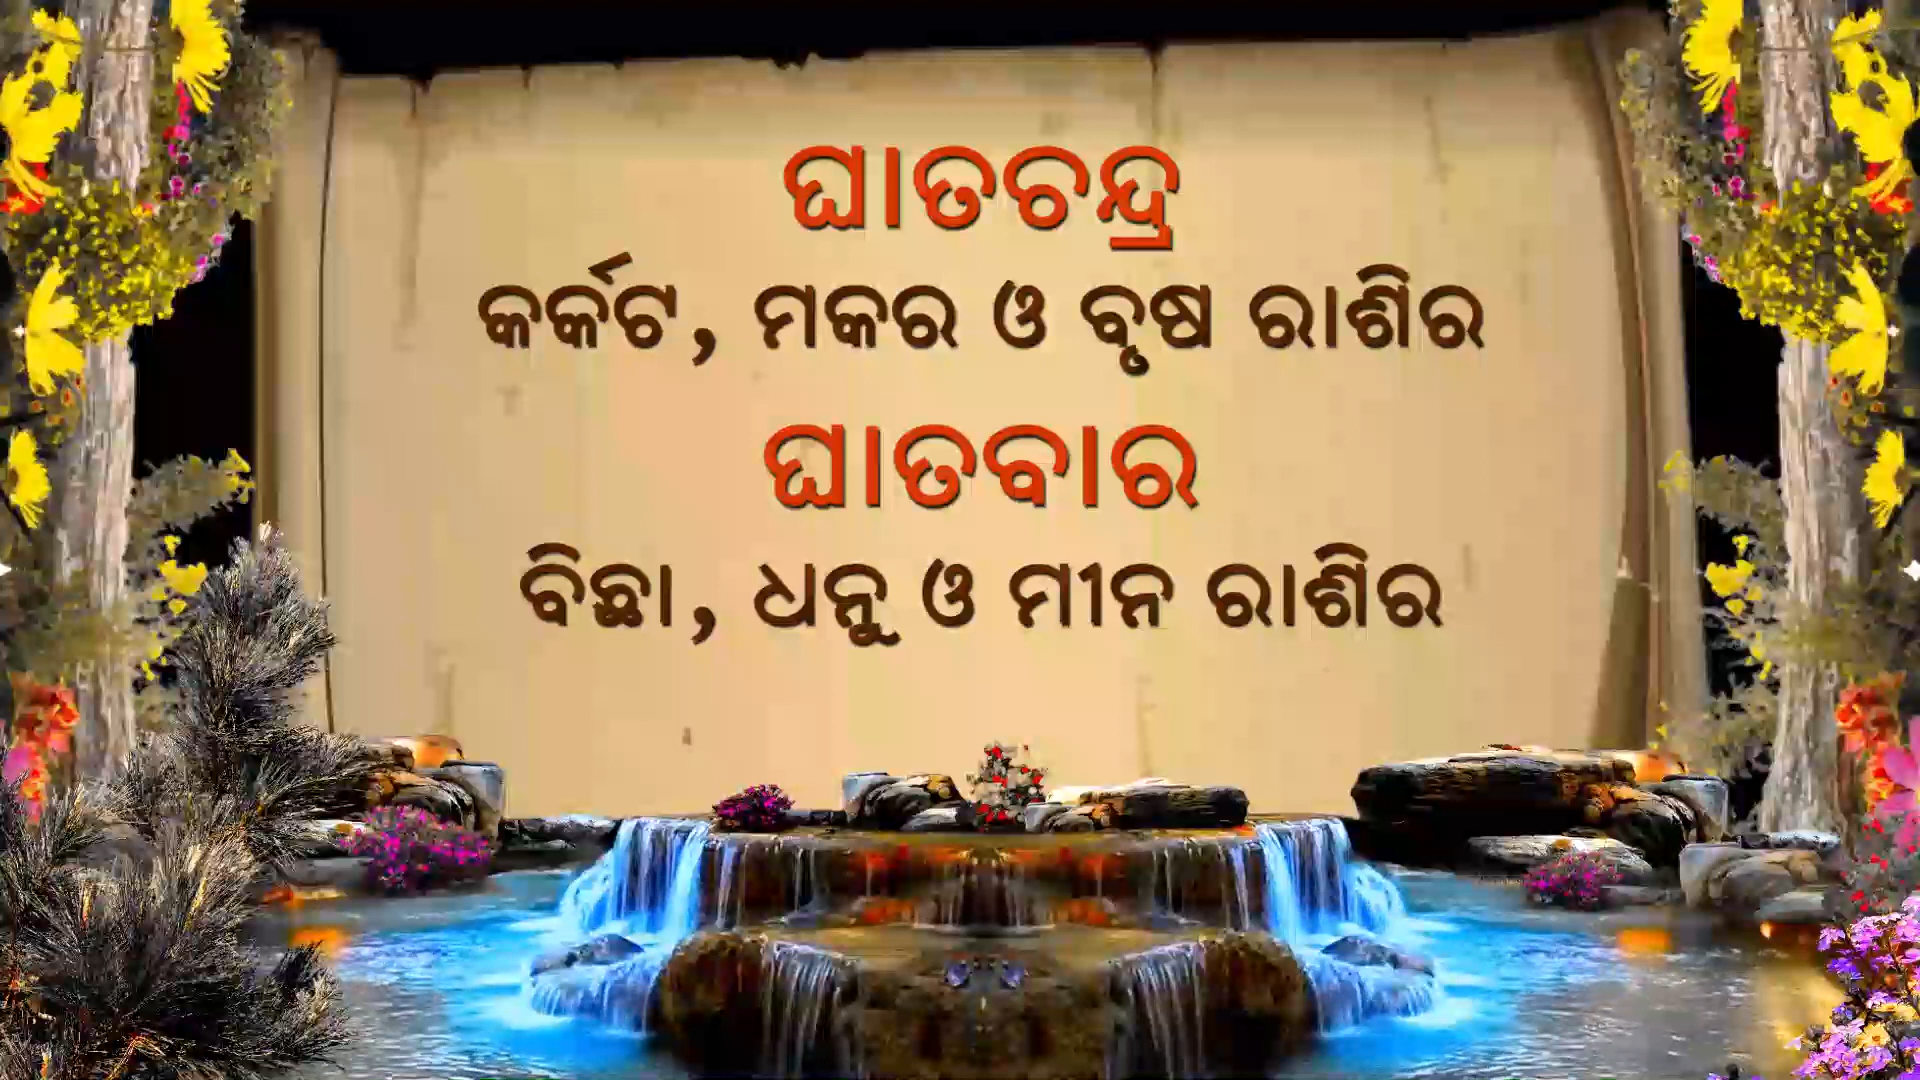 ଘାତଚନ୍ଦ୍ର
କର୍କଟ, ମକର ଓ ବୃଷ ରାଶିର
ଘାତବାର
ବିଛା, ଧନୁ ଓ ମୀନ ରାଶିର